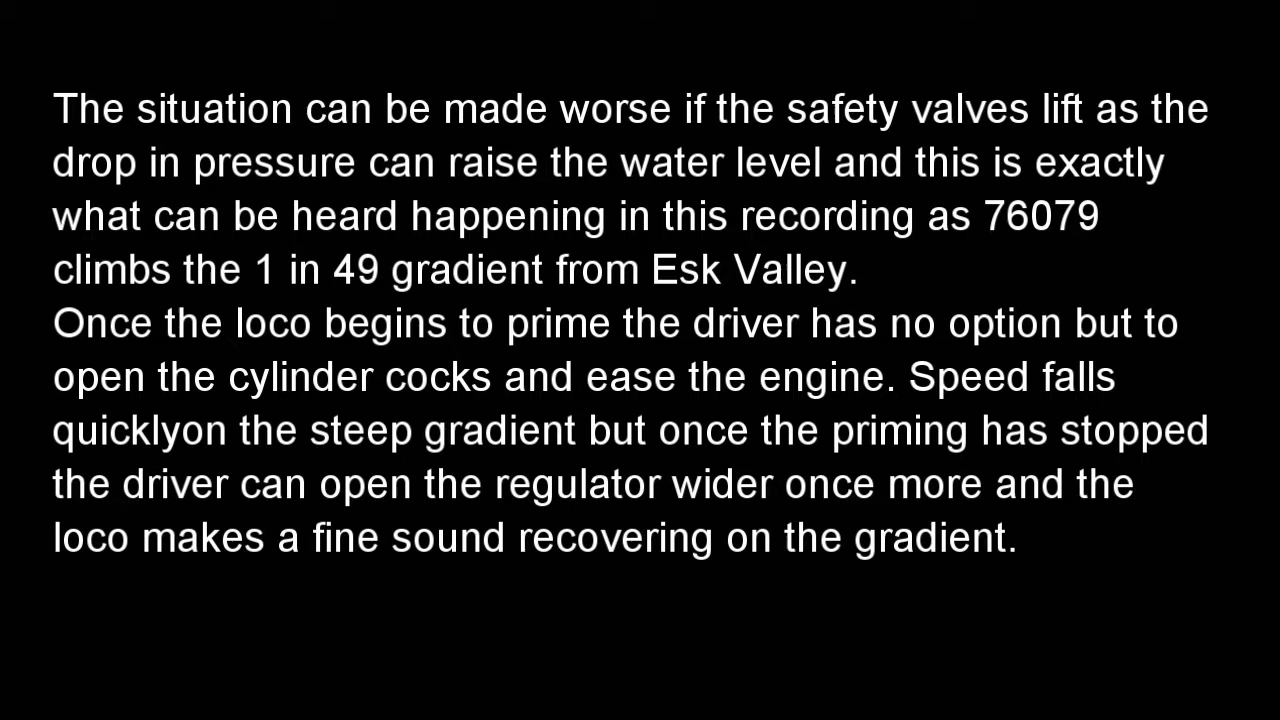 The situation can be made worse if the safety valves lift as the
drop in pressure can raise the water level and this is exactly
what can be heard happening in this recording as 76079
climbs the 1 in 49 gradient from Esk Valley.
Once the loco begins to prime the driver has no option but to
open the cylinder cocks and ease the engine. Speed falls
quicklyon the steep gradient but once the priming has stopped
the driver can open the regulator wider once more and the
loco makes a fine sound recovering on the gradient.